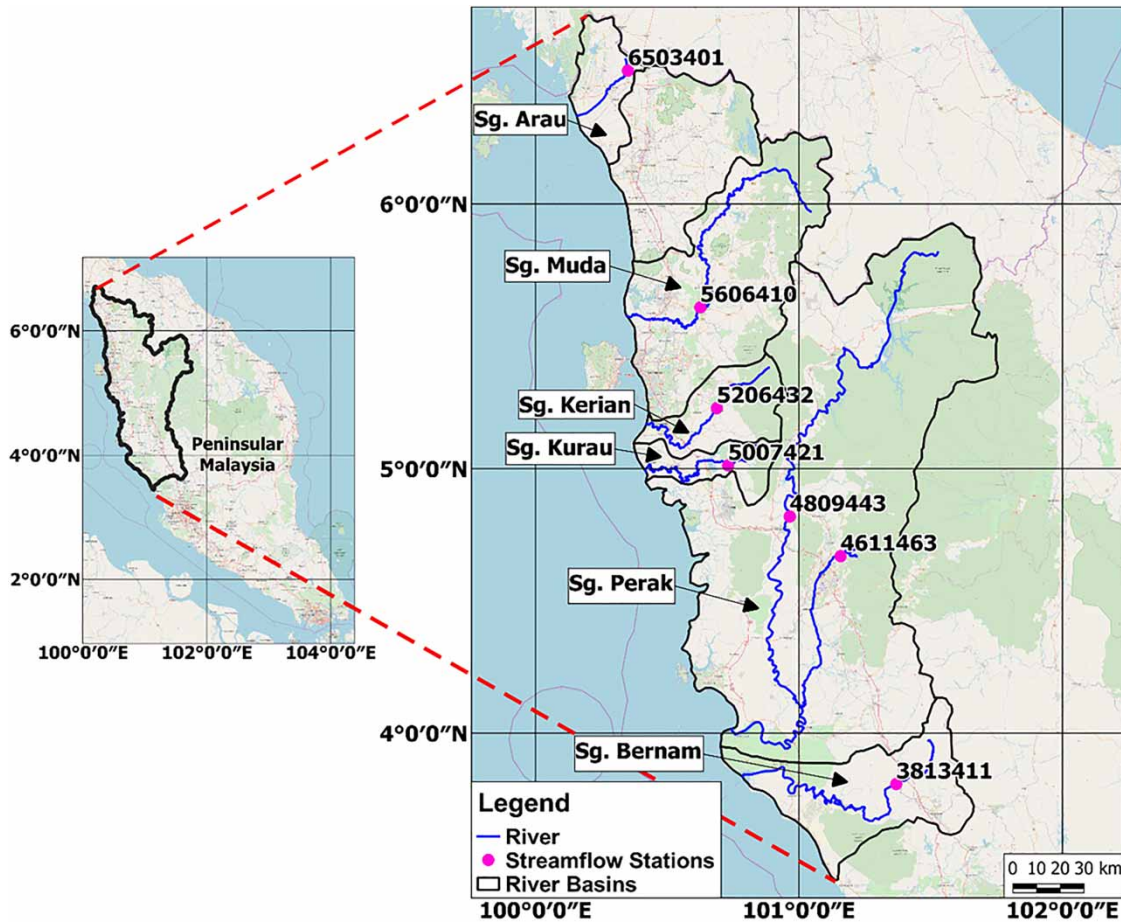 6503401
Sg. Arau
6°0′0″N
Sg. Muda
5606410
6°0′0″N
Sg. Kerian
5206432
Sg. Kurau
5007421
5°0′0″N
Peninsular
Malaysia
4°0′0″N
4809443
4611463
Sg. Perak
2°0′0″N
100°0′0″E
102°0′0″E
104°0′0″E
4°0′0″N
Sg. Bernam
3813411
Legend
River
Streamflow Stations
River Basins
0 10 20 30 km
100°0′0″E
101°0′0″E
102°0′0″E